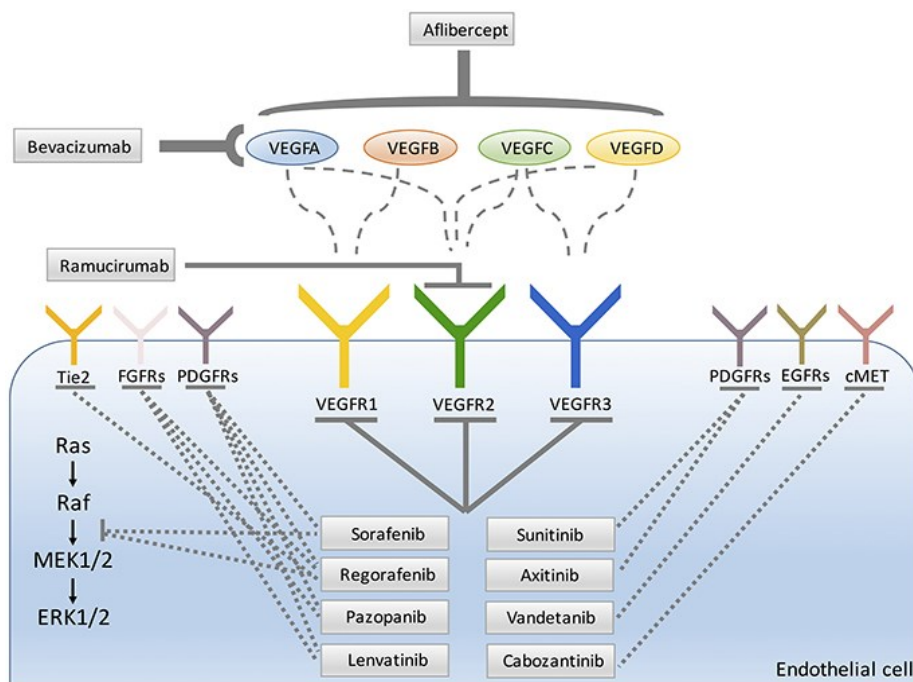 Aflibercept
Bevacizumab
VEGFA
VEGFB
VEGFC
VEGFD
Ramucirumab
Tie2
FGFRs
PDGFRs
VEGFR1
VEGFR2
VEGFR3
PDGFRs
EGFRs
cMET
Ras
Raf
MEK1/2
ERK1/2
Sorafenib
Sunitinib
Regorafenib
Axitinib
Pazopanib
Vandetanib
Lenvatinib
Cabozantinib
Endothelial cell